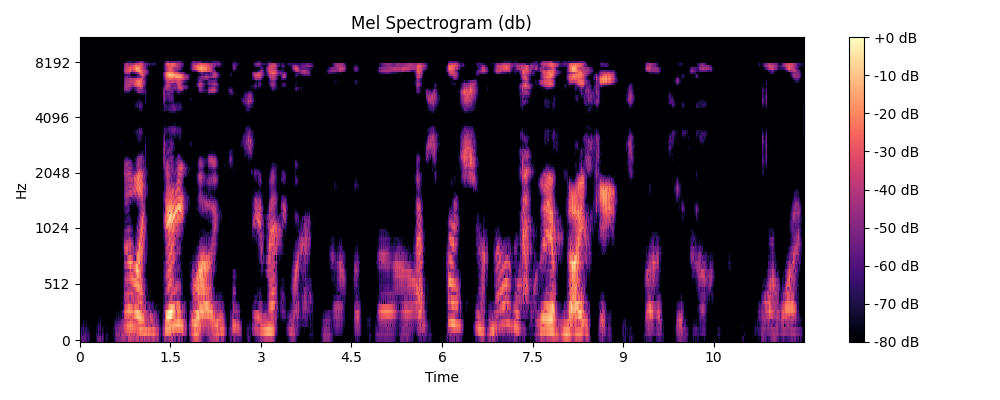 Mel Spectrogram (db)
8192
4096
2048
1024
512
0
Hz
0 1.5 3 4.5 6 7.5 9 10
Time
+0 dB
-10 dB
-20 dB
-30 dB
-40 dB
-50 dB
-60 dB
-70 dB
-80 dB